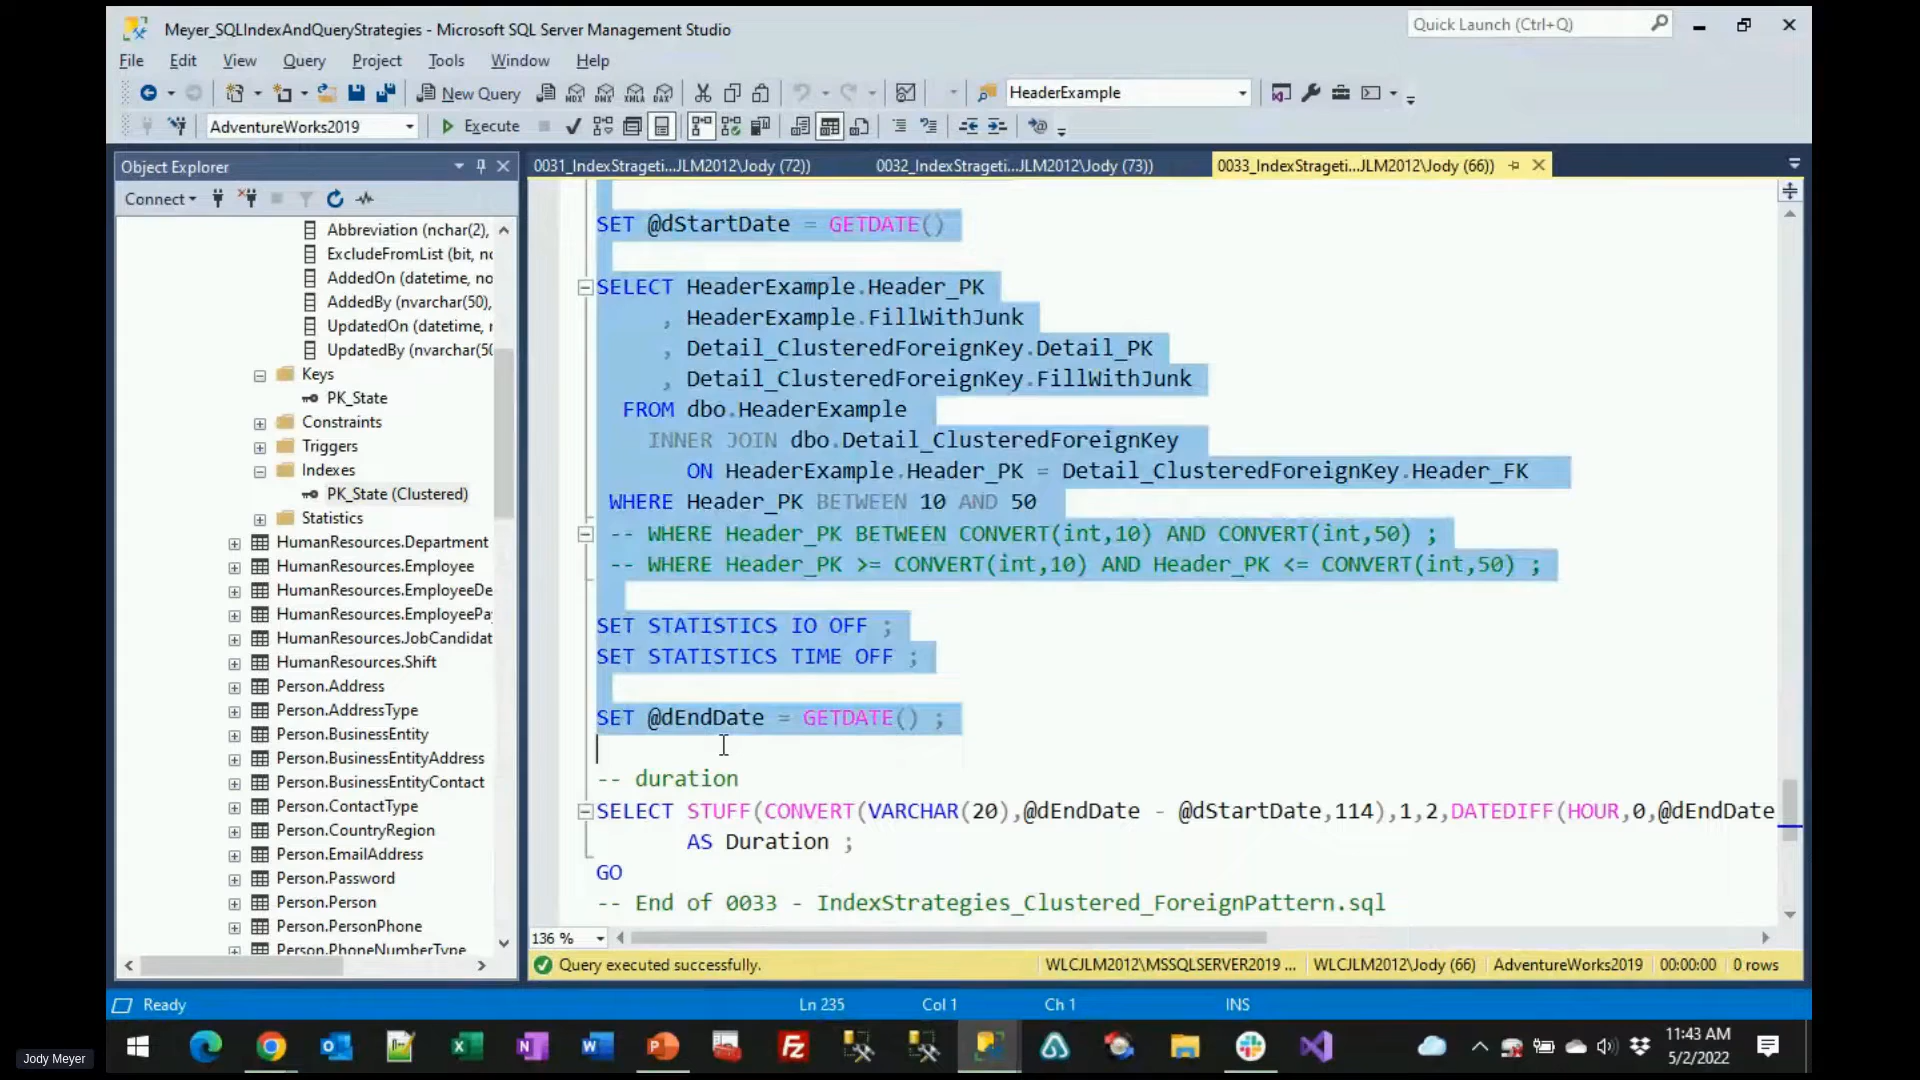 Meyer_SQLIndexAndQueryStrategies - Microsoft SQL Server Management Studio
Quick Launch (Ctrl+Q)
File Edit View Query Project Tools Window Help
New Query
HeaderExample
AdventureWorks2019
Execute
Object Explorer
0031_IndexStrageti...JLM2012\Jody (72))
0032_IndexStrageti...JLM2012\Jody (73))
0033_IndexStrageti...JLM2012\Jody (66))
Connect
Abbreviation (nchar(2),
ExcludeFromList (bit, nc
AddedOn (datetime, no
AddedBy (nvarchar(50),
UpdatedOn (datetime, r
UpdatedBy (nvarchar(50
Keys
PK_State
Constraints
Triggers
Indexes
PK_State (Clustered)
Statistics
HumanResources.Department
HumanResources.Employee
HumanResources.EmployeeDe
HumanResources.EmployeePa
HumanResources.JobCandidat
HumanResources.Shift
Person.Address
Person.AddressType
Person.BusinessEntity
Person.BusinessEntityAddress
Person.BusinessEntityContact
Person.ContactType
Person.CountryRegion
Person.EmailAddress
Person.Password
Person.Person
Person.PersonPhone
Person.PhoneNumberType
SET @dStartDate = GETDATE()
SELECT HeaderExample.Header_PK
, HeaderExample.FillWithJunk
, Detail_ClusteredForeignKey.Detail_PK
, Detail_ClusteredForeignKey.FillWithJunk
FROM dbo.HeaderExample
INNER JOIN dbo.Detail_ClusteredForeignKey
ON HeaderExample.Header_PK = Detail_ClusteredForeignKey.Header_FK
WHERE Header_PK BETWEEN 10 AND 50
-- WHERE Header_PK BETWEEN CONVERT(int,10) AND CONVERT(int,50) ;
-- WHERE Header_PK >= CONVERT(int,10) AND Header_PK <= CONVERT(int,50) ;
SET STATISTICS IO OFF ;
SET STATISTICS TIME OFF ;
SET @dEndDate = GETDATE() ;
-- duration
SELECT STUFF(CONVERT(VARCHAR(20),@dEndDate - @dStartDate,114),1,2,DATEDIFF(HOUR,0,@dEndDate
AS Duration ;
GO
-- End of 0033 - IndexStrategies_Clustered_ForeignPattern.sql
136 %
Query executed successfully.
WLCJLM2012\MSSQLSERVER2019 ... WLCJLM2012\Jody (66) AdventureWorks2019 00:00:00 0 rows
Ready
Ln 235
Col 1
Ch 1
INS
Jody Meyer
11:43 AM
5/2/2022